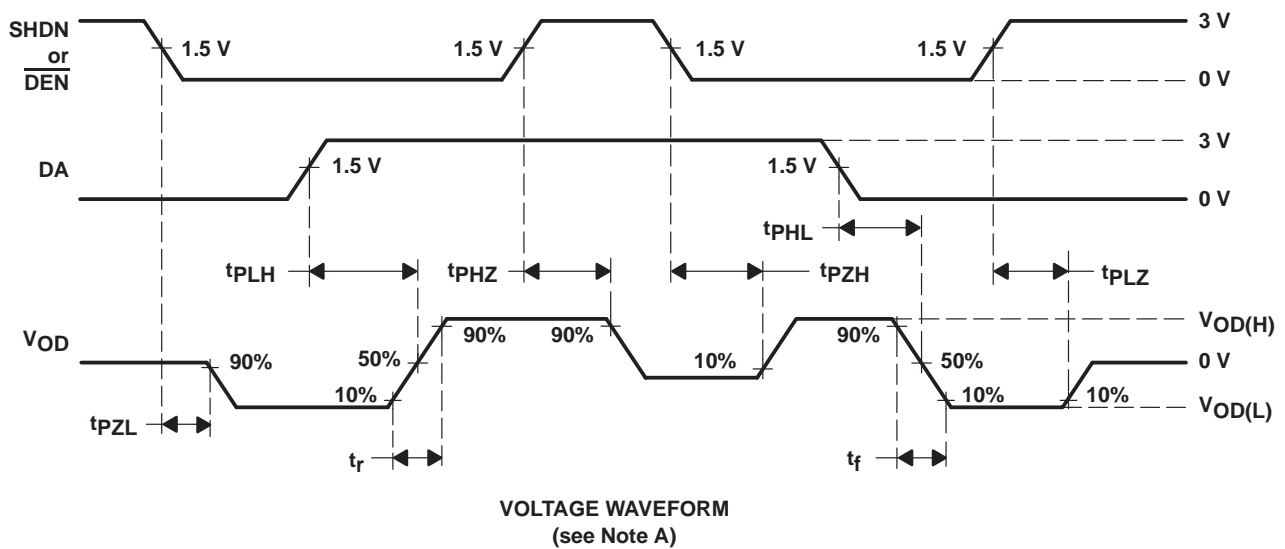 SHDN
or
DEN
1.5 V
1.5 V
1.5 V
1.5 V
3 V
0 V
DA
1.5 V
1.5 V
3 V
0 V
tPLH
tPHZ
tPZH
tPHL
tPLZ
VOD
90%
50%
90%
90%
10%
90%
50%
VOD(H)
0 V
10%
10%
10%
VOD(L)
tPZL
tr
tf
VOLTAGE WAVEFORM
(see Note A)